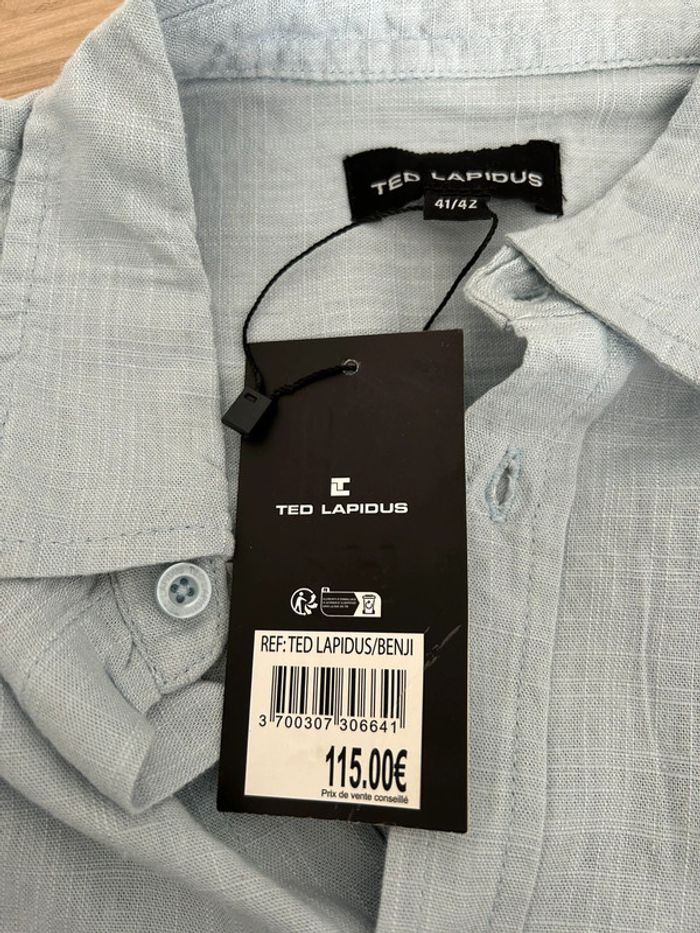 TED LAPIDUS
41/42
TED LAPIDUS
REF: TED LAPIDUS/BENJI
3 700307 306641
115.00€
Prix de vente conseillé